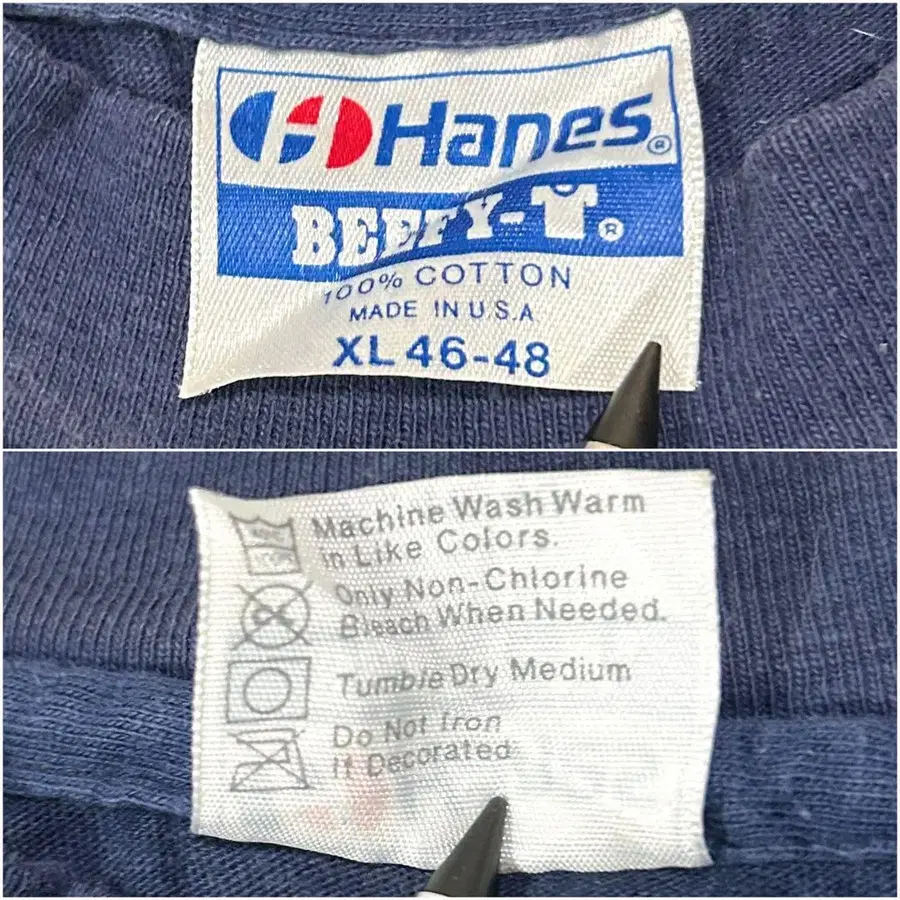 Hanes®
BEEFY-T®
100% COTTON
MADE IN U.S.A.
XL 46-48
Machine Wash Warm
in Like Colors.
Only Non-Chlorine
Bleach When Needed.
Tumble Dry Medium
Do Not Iron
If Decorated